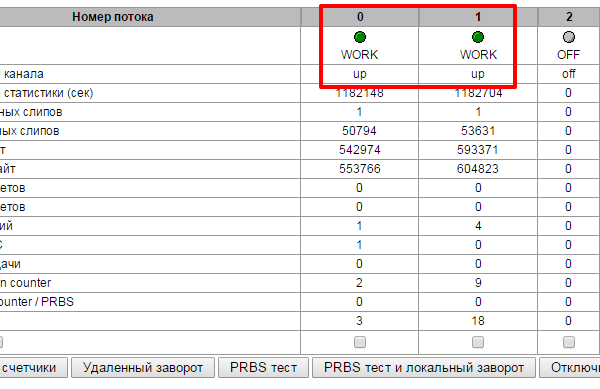 Номер потока 0 1 2
WORK WORK OFF
канала up up off
статистики (сек) 1182148 1182704 0
ных слипов 1 1 0
ных слипов 50794 53631 0
т 542974 593371 0
айт 553766 604823 0
етов 0 0 0
етов 0 0 0
ий 1 4 0
С 1 0 0
дачи 0 0 0
n counter 2 9 0
ounter / PRBS 0 0 0
3 18 0
счетчики Удаленный заворот PRBS тест PRBS тест и локальный заворот Отключ